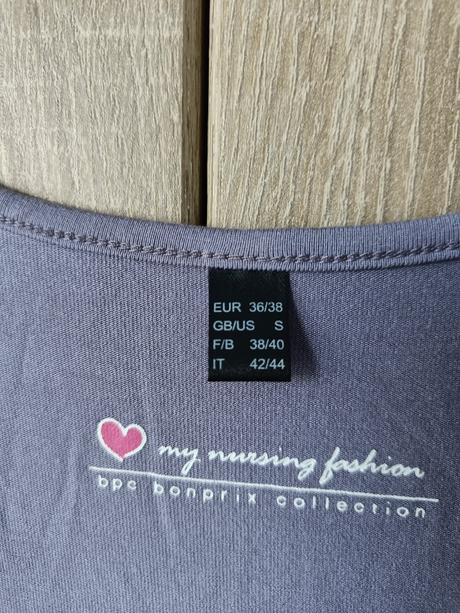 EUR 36/38
GB/US S
F/B 38/40
IT 42/44
my nursing fashion
bpc bonprix collection